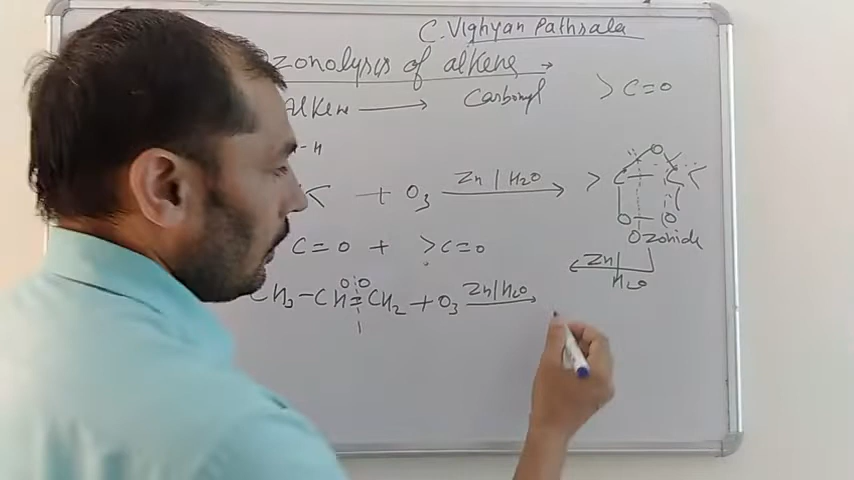 C. Vighyan Pathsala
zonolysis of alkene →
Alkene → Carbonyl >C=O
-H
< + O3 Zn|H2O → > C - C <
O O - O
Ozonide
C=O + >C=O
Zn|H2O
CH3-CH=CH2 + O3 Zn|H2O →
O O